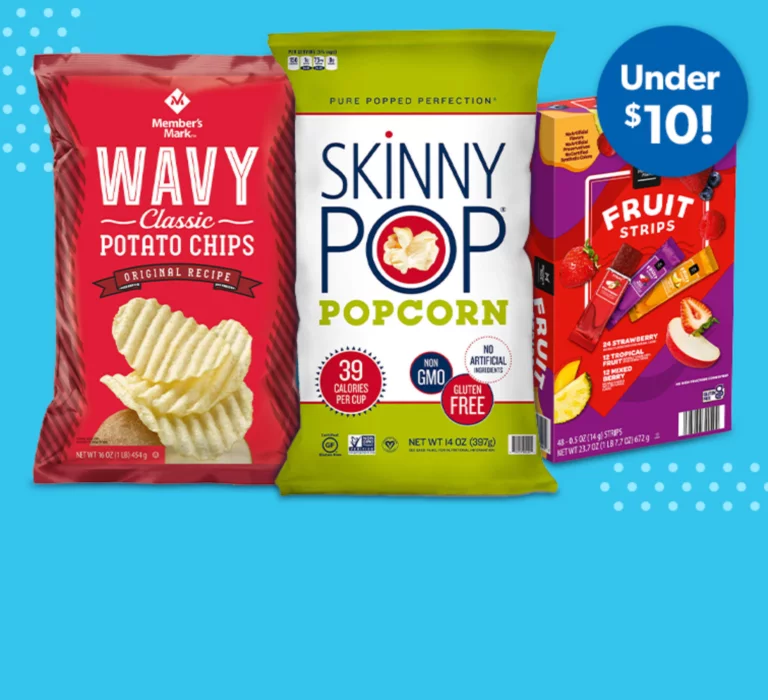 Member's
Mark
WAVY
Classic
POTATO CHIPS
ORIGINAL RECIPE
NET WT 16 OZ (1 LB) 454 g
PURE POPPED PERFECTION
SKINNY
POP
POPCORN
39
CALORIES
PER CUP
NON
GMO
NO
ARTIFICIAL
INGREDIENTS
GLUTEN
FREE
GF
NET WT 14 OZ (397g)
Under
$10!
FRUIT
STRIPS
FRUIT
24 STRAWBERRY
12 TROPICAL
FRUIT
12 MIXED
BERRY
48 - 0.5 OZ (14 g) STRIPS
NET WT 23.7 OZ (1 LB 7.7 OZ) 672 g